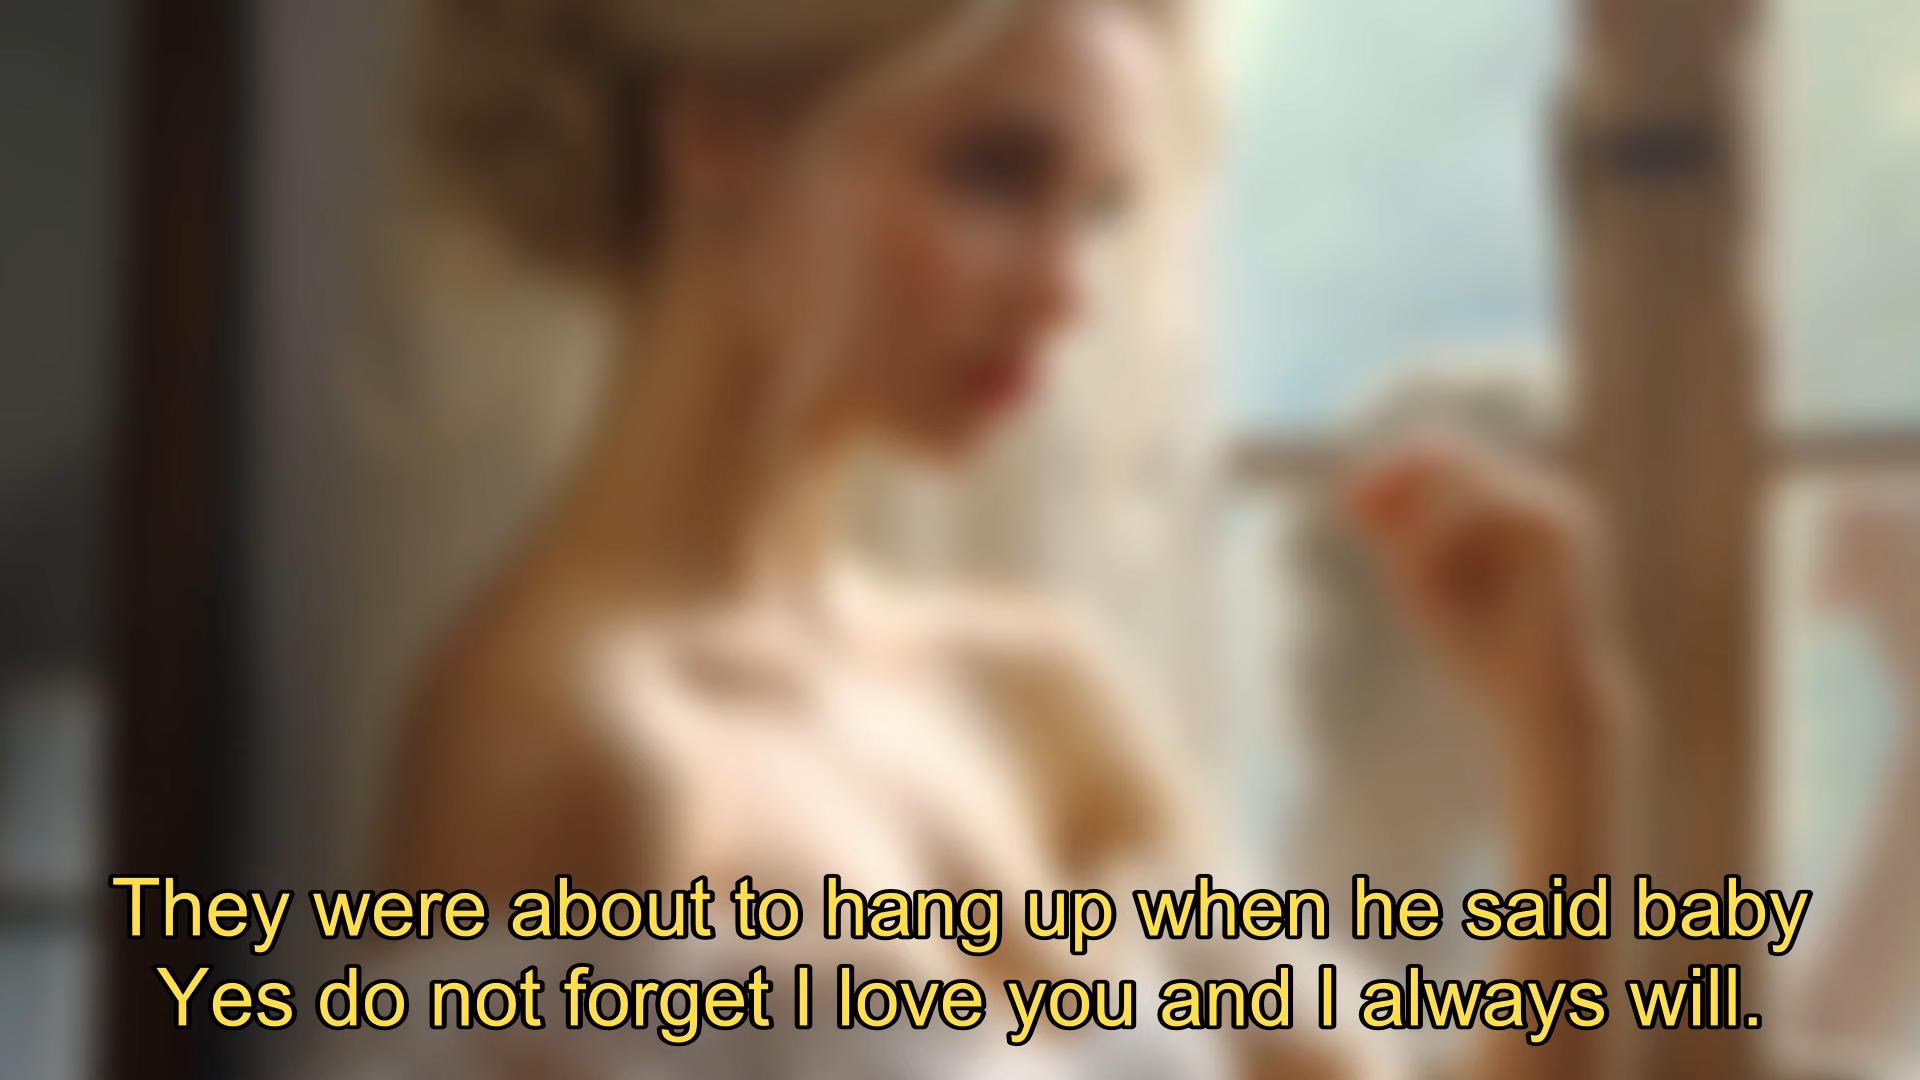 They were about to hang up when he said baby
Yes do not forget I love you and I always will.